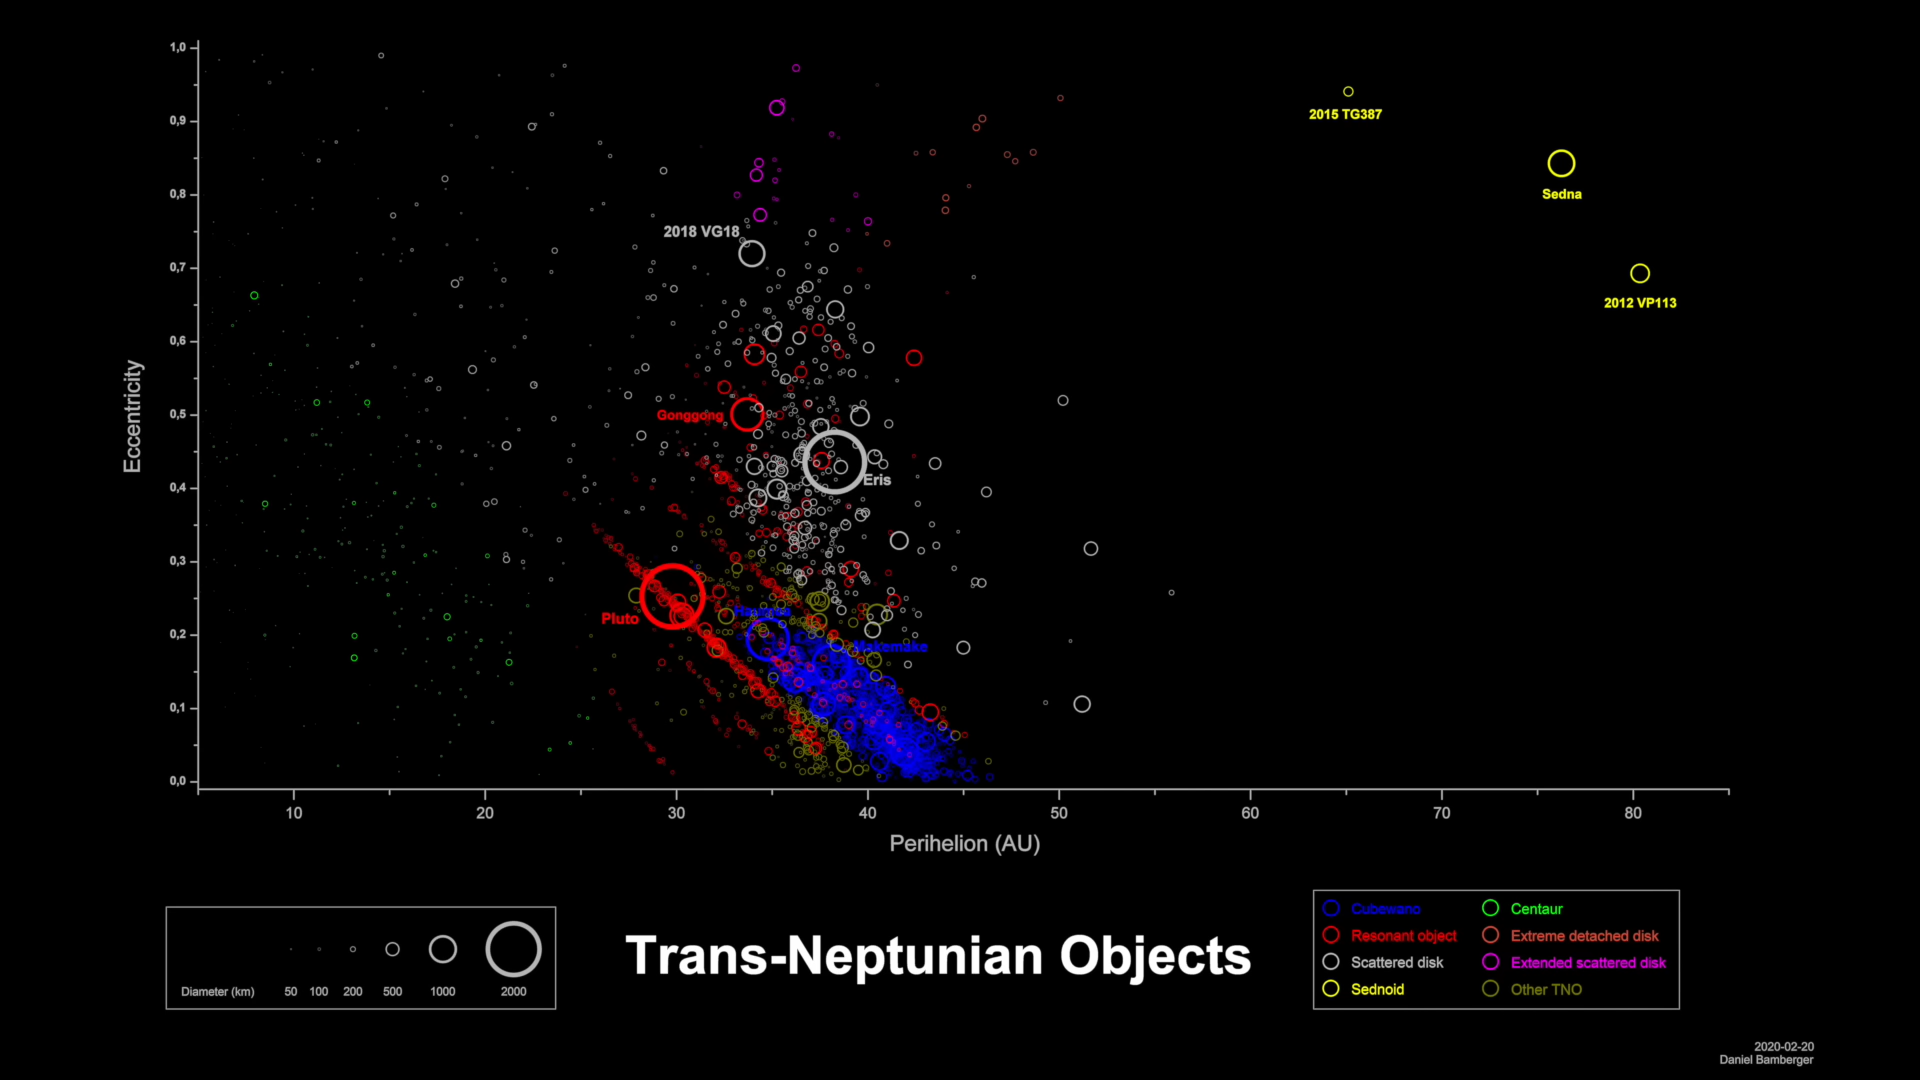 1,0
0,9
0,8
0,7
0,6
0,5
0,4
0,3
0,2
0,1
0,0
Eccentricity
2015 TG387
Sedna
2012 VP113
2018 VG18
Gonggong
Eris
Pluto
Haumea
Makemake
10 20 30 40 50 60 70 80
Perihelion (AU)
Diameter (km) 50 100 200 500 1000 2000
Trans-Neptunian Objects
Cubewano
Resonant object
Scattered disk
Sednoid
Centaur
Extreme detached disk
Extended scattered disk
Other TNO
2020-02-20
Daniel Bamberger